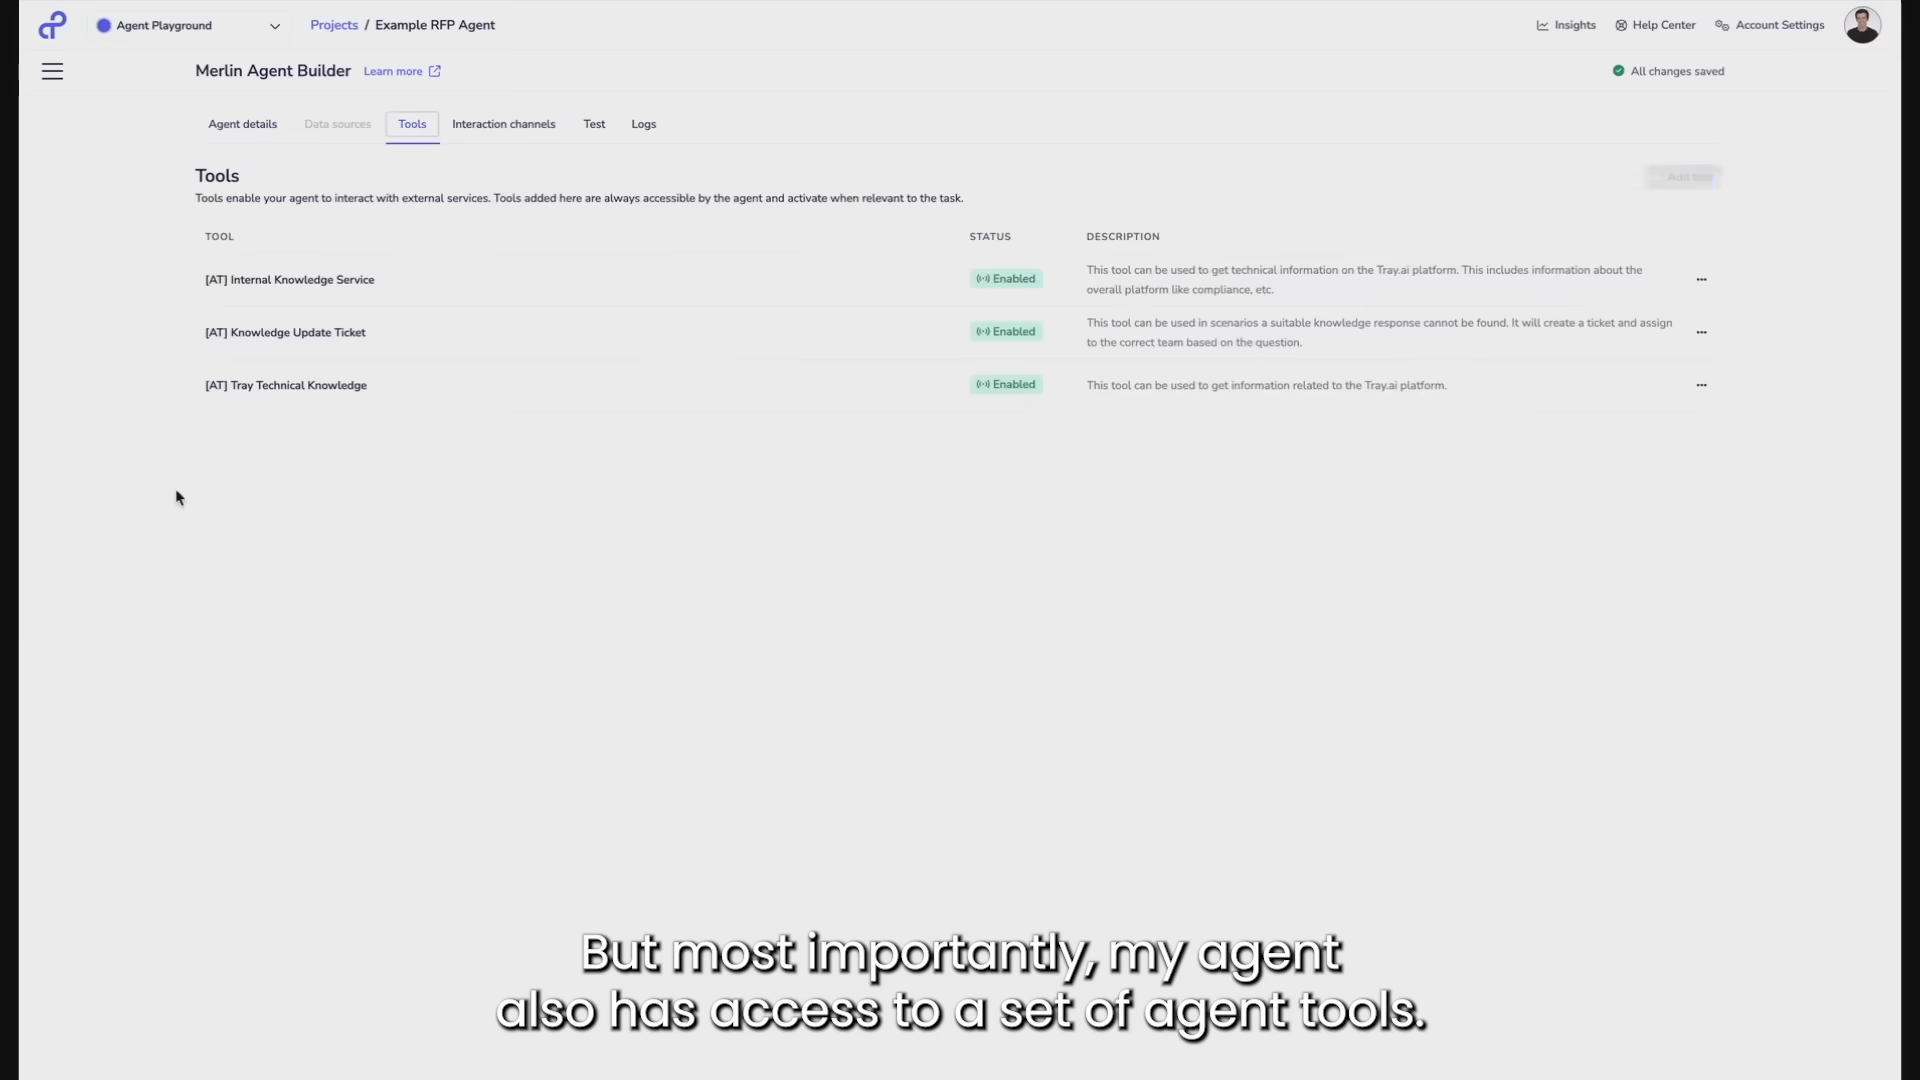 Agent Playground
Projects / Example RFP Agent
Insights
Help Center
Account Settings
Merlin Agent Builder
Learn more
All changes saved
Agent details
Data sources
Tools
Interaction channels
Test
Logs
Tools
Tools enable your agent to interact with external services. Tools added here are always accessible by the agent and activate when relevant to the task.
TOOL
STATUS
DESCRIPTION
[AT] Internal Knowledge Service
Enabled
This tool can be used to get technical information on the Tray.ai platform. This includes information about the
overall platform like compliance, etc.
[AT] Knowledge Update Ticket
Enabled
This tool can be used in scenarios a suitable knowledge response cannot be found. It will create a ticket and assign
to the correct team based on the question.
[AT] Tray Technical Knowledge
Enabled
This tool can be used to get information related to the Tray.ai platform.
But most importantly, my agent
also has access to a set of agent tools.